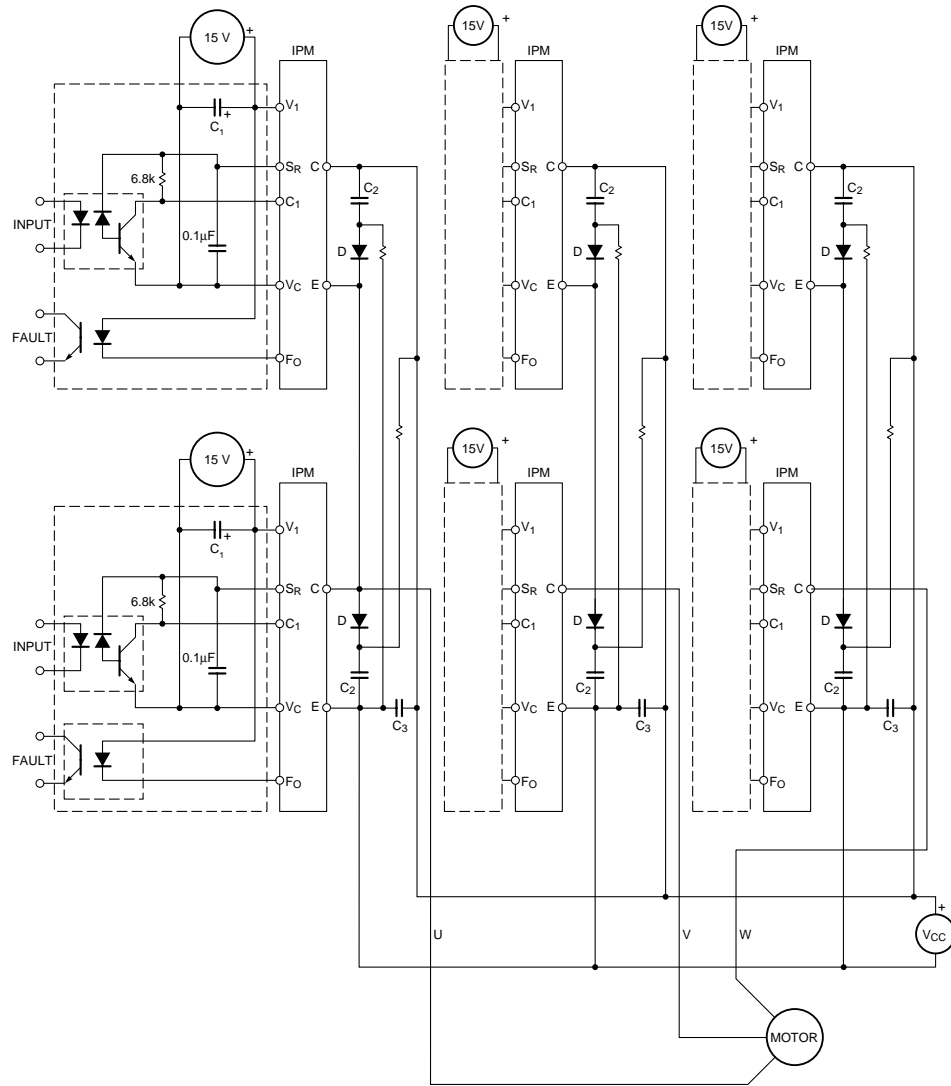 15 V
+
IPM
V1
C1
+
SR
C
6.8k
C2
INPUT
C1
0.1μF
D
VC
E
FAULT
FO
15V
+
IPM
V1
SR
C
C2
C1
D
VC
E
FO
15V
+
IPM
V1
SR
C
C2
C1
D
VC
E
FO
15 V
+
IPM
V1
C1
+
SR
C
6.8k
D
INPUT
C1
0.1μF
C2
VC
E
C3
FAULT
FO
15V
+
IPM
V1
SR
C
D
C1
C2
VC
E
C3
FO
15V
+
IPM
V1
SR
C
D
C1
C2
VC
E
C3
FO
+
U
V
W
VCC
MOTOR